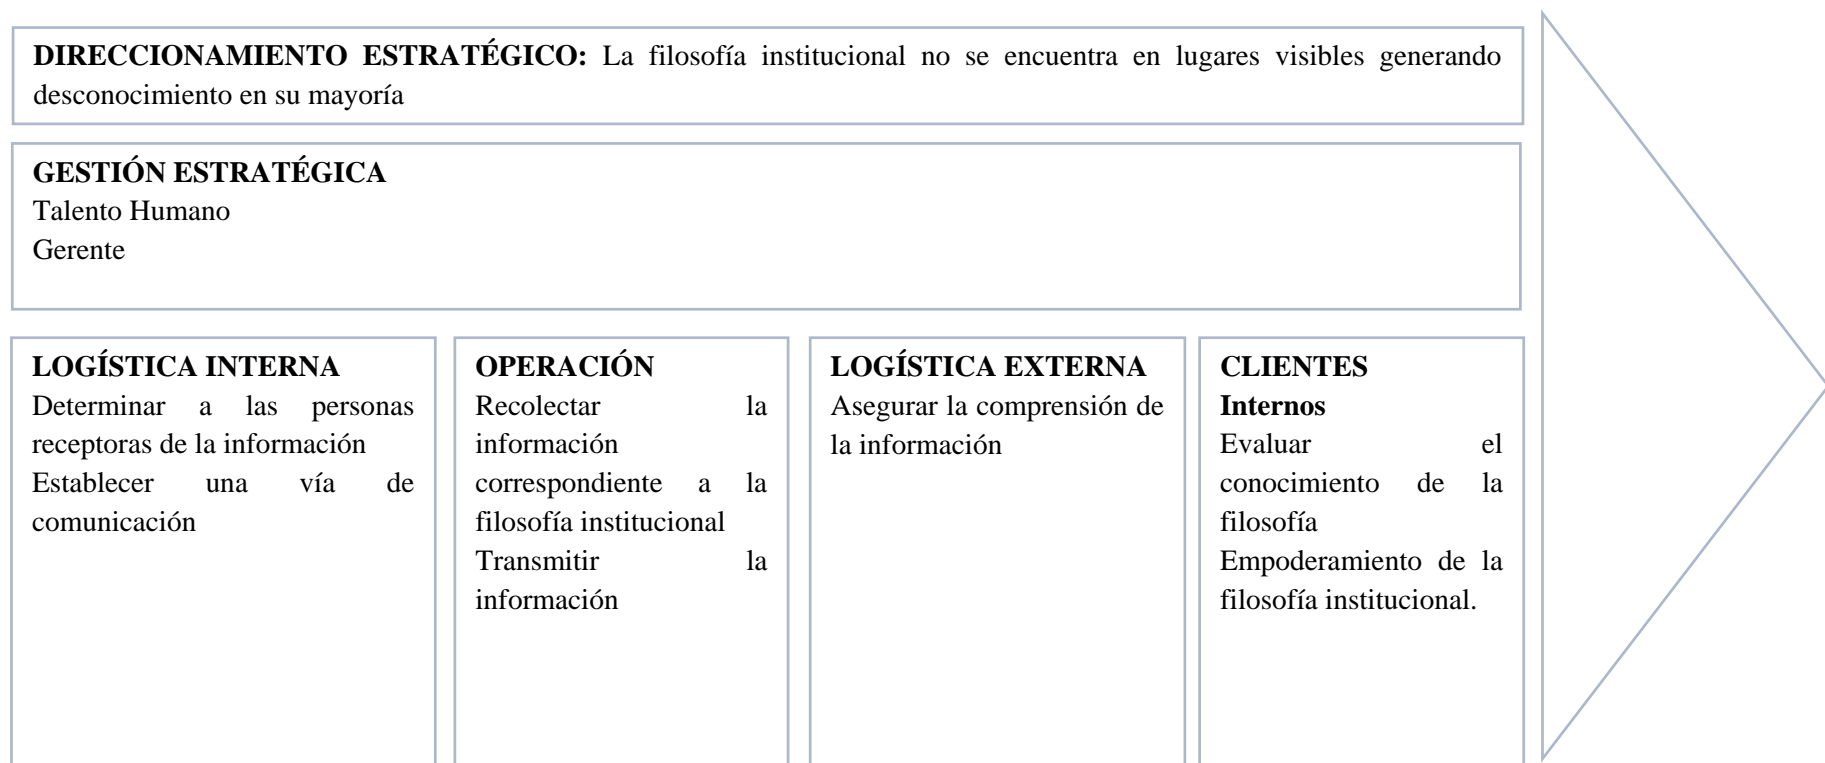 DIRECCIONAMIENTO ESTRATÉGICO: La filosofía institucional no se encuentra en lugares visibles generando
desconocimiento en su mayoría
GESTIÓN ESTRATÉGICA
Talento Humano
Gerente
LOGÍSTICA INTERNA
Determinar a las personas
receptoras de la información
Establecer una vía de
comunicación
OPERACIÓN
Recolectar la
información
correspondiente a la
filosofía institucional
Transmitir la
información
LOGÍSTICA EXTERNA
Asegurar la comprensión de
la información
CLIENTES
Internos
Evaluar el
conocimiento de la
filosofía
Empoderamiento de la
filosofía institucional.